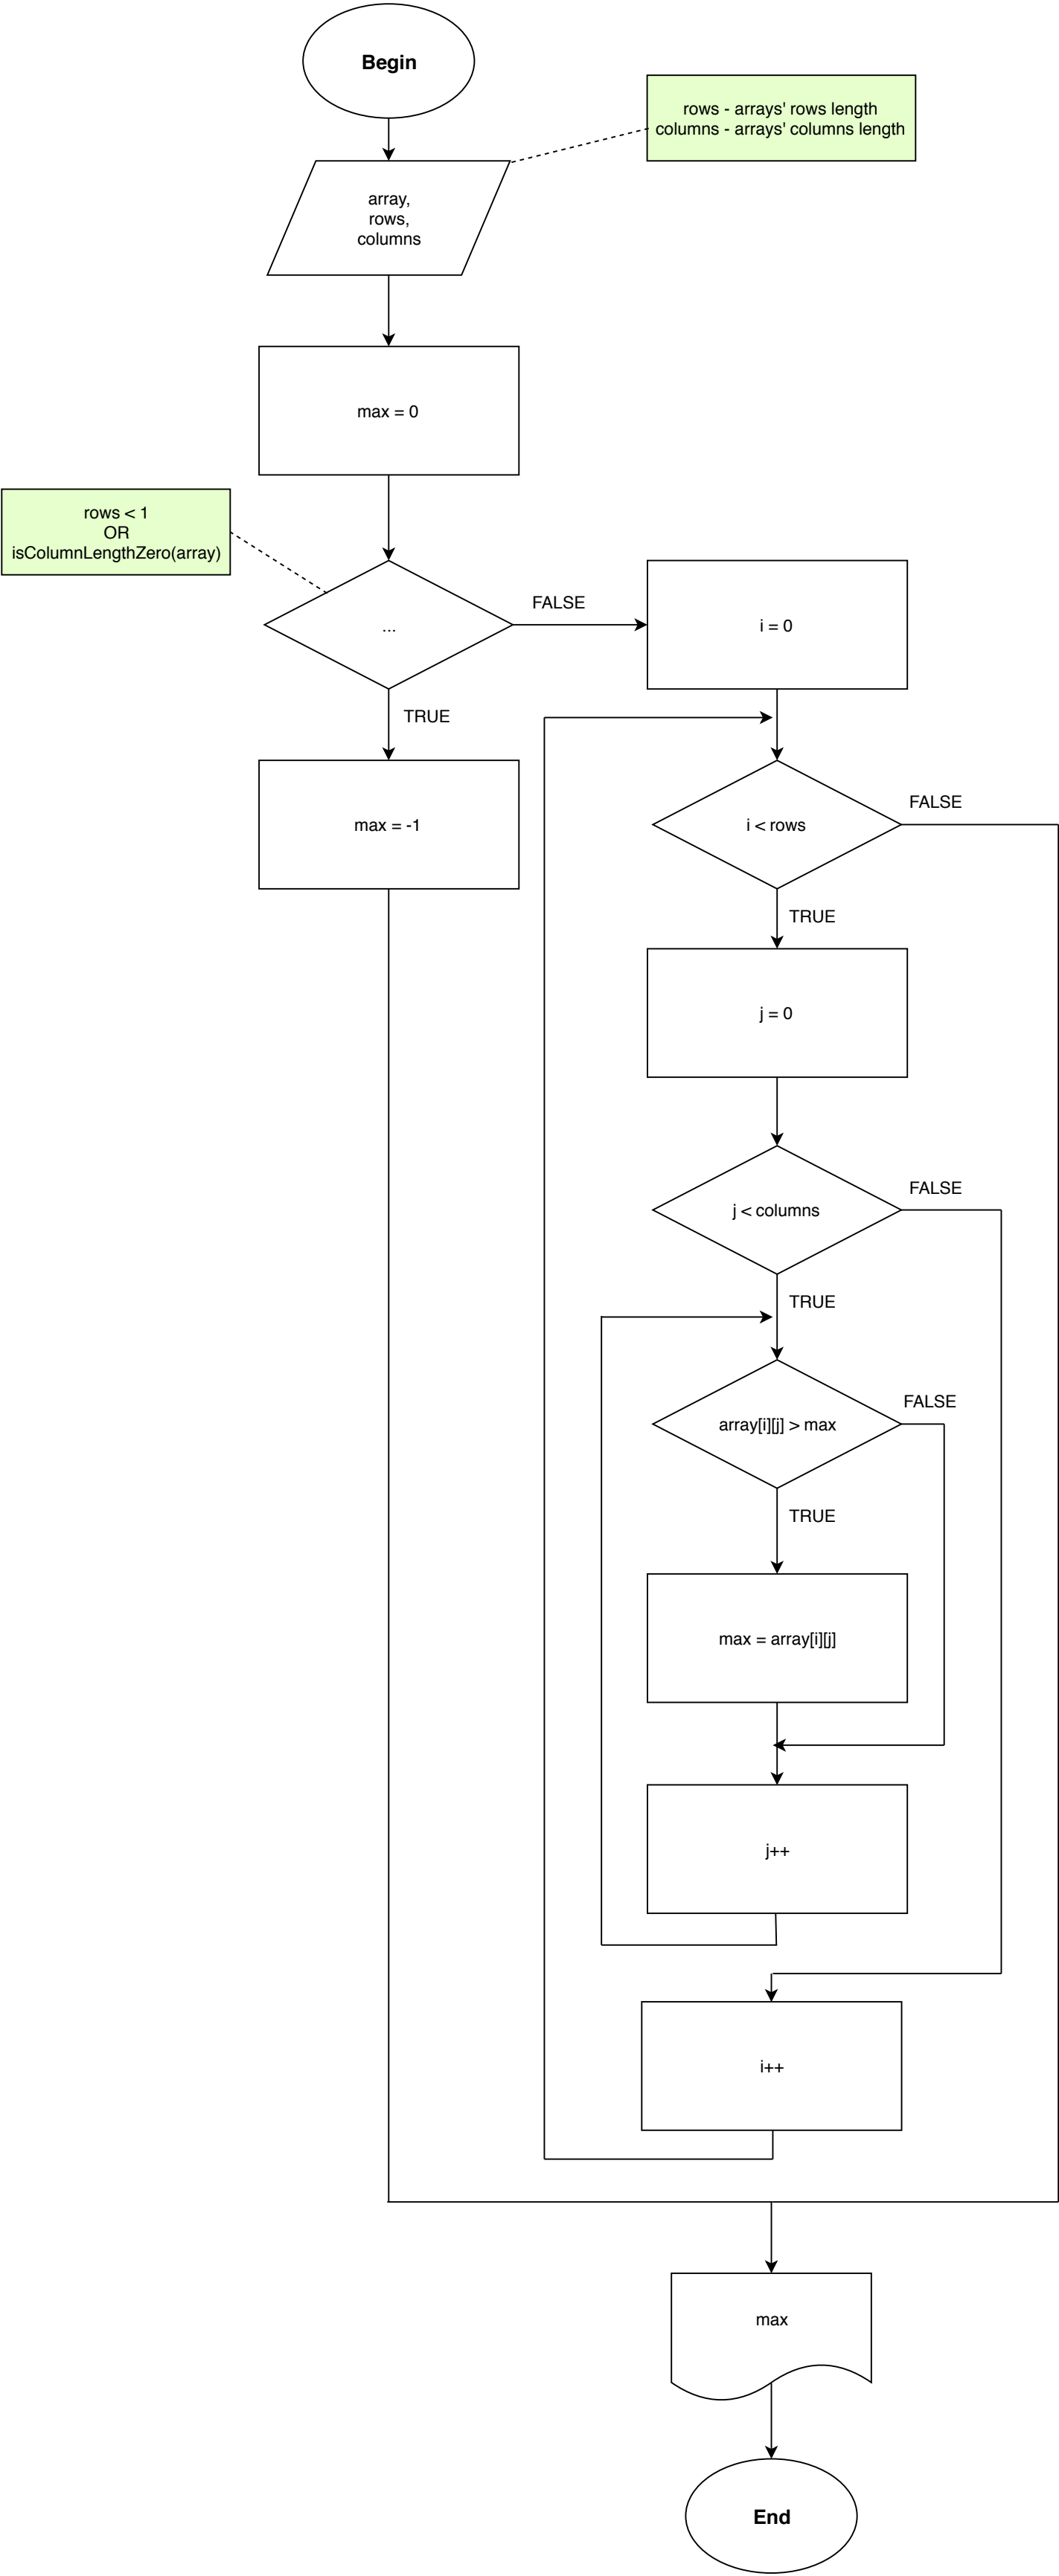 Begin
rows - arrays' rows length
columns - arrays' columns length
array,
rows,
columns
max = 0
rows < 1
OR
isColumnLengthZero(array)
...
FALSE
i = 0
TRUE
max = -1
i < rows
FALSE
TRUE
j = 0
j < columns
FALSE
TRUE
array[i][j] > max
FALSE
TRUE
max = array[i][j]
j++
i++
max
End